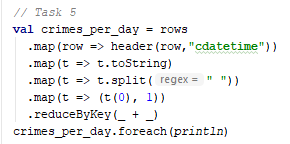 // Task 5
val crimes_per_day = rows
.map(row => header(row,"cdatetime"))
.map(t => t.toString)
.map(t => t.split( regex = " "))
.map(t => (t(0), 1))
.reduceByKey(_ + _)
crimes_per_day.foreach(println)